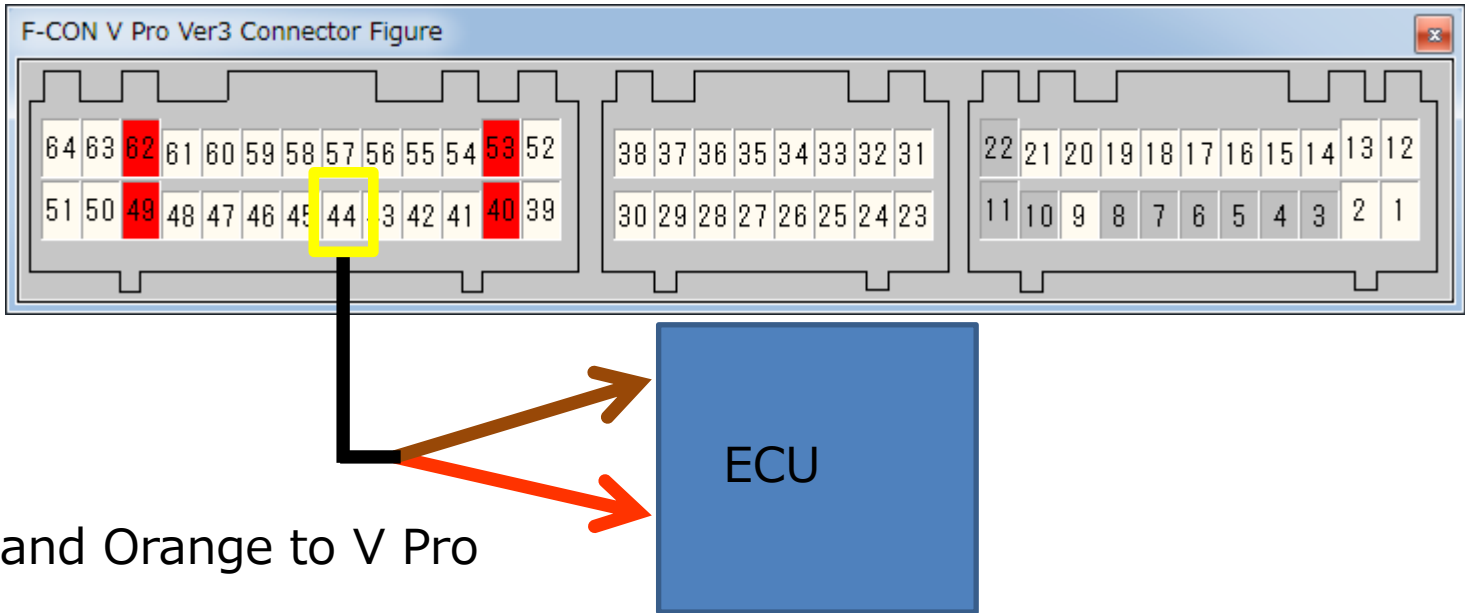 F-CON V Pro Ver3 Connector Figure
x
64 63 62 61 60 59 58 57 56 55 54 53 52
51 50 49 48 47 46 45 44 43 42 41 40 39
38 37 36 35 34 33 32 31
30 29 28 27 26 25 24 23
22 21 20 19 18 17 16 15 14 13 12
11 10 9 8 7 6 5 4 3 2 1
ECU
and Orange to V Pro